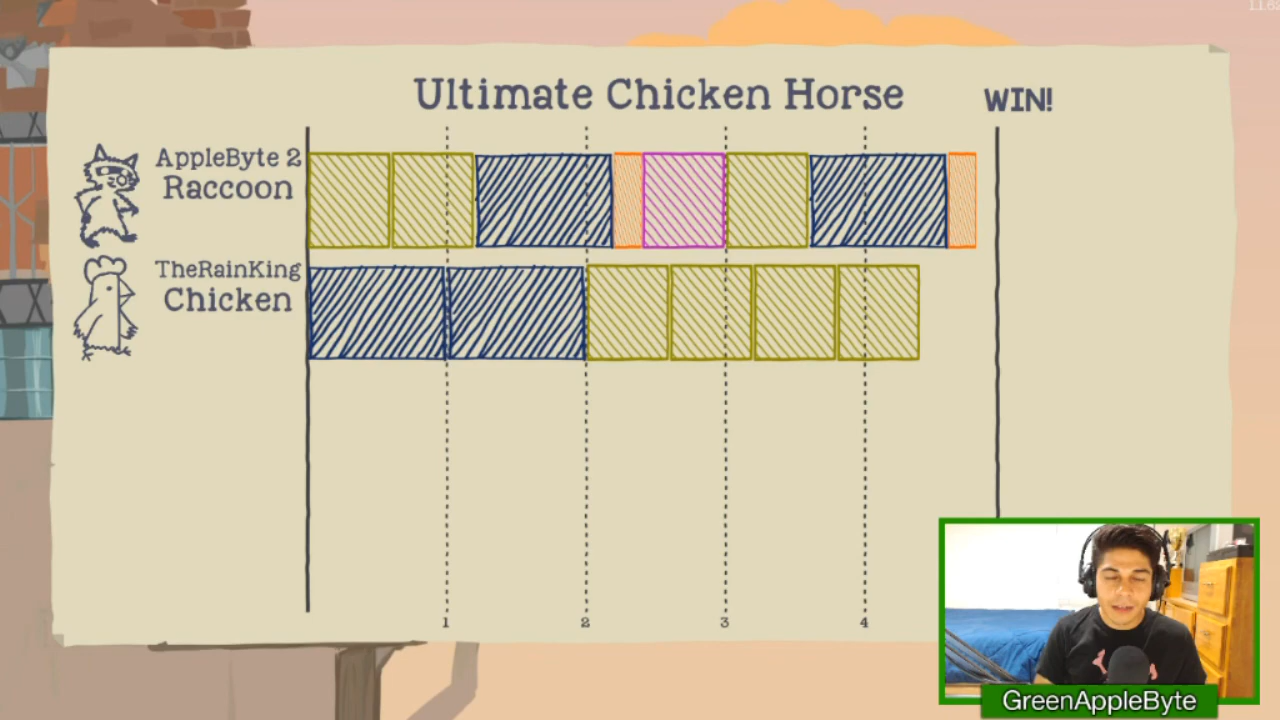 Ultimate Chicken Horse
WIN!
AppleByte 2
Raccoon
TheRainKing
Chicken
1 2 3 4
GreenAppleByte